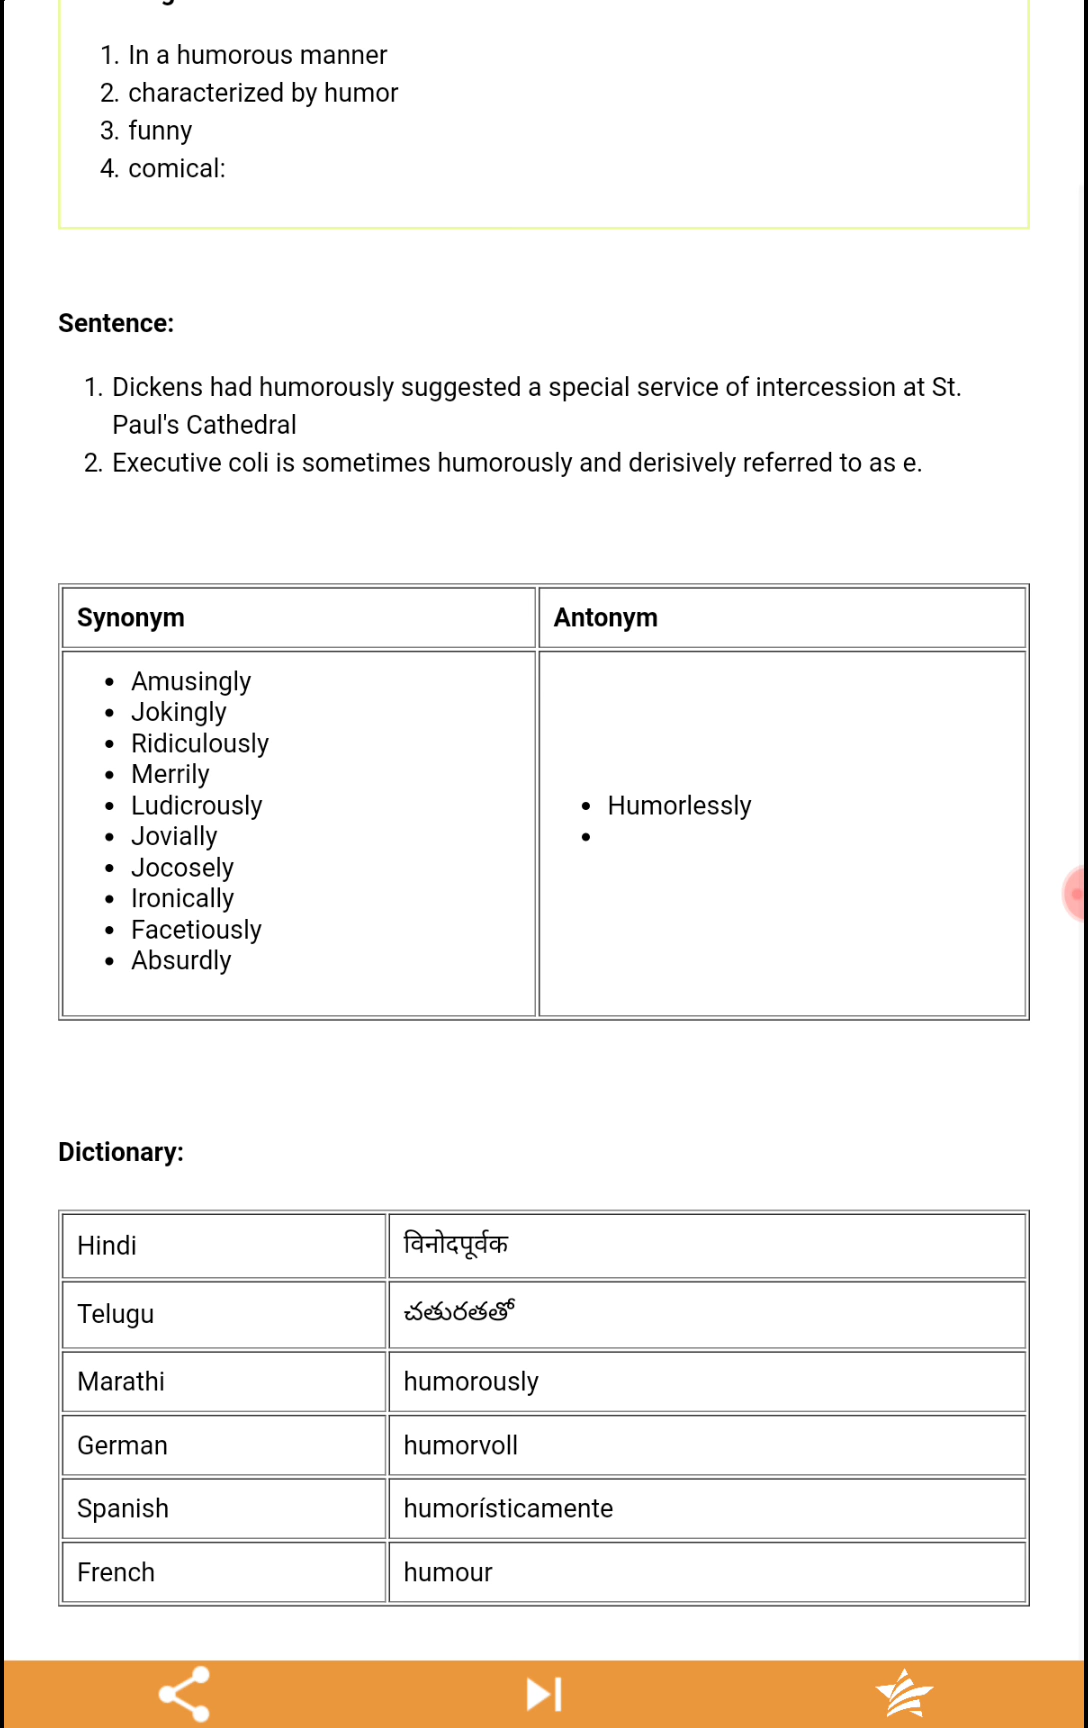 1. In a humorous manner
2. characterized by humor
3. funny
4. comical:
Sentence:
1. Dickens had humorously suggested a special service of intercession at St.
Paul's Cathedral
2. Executive coli is sometimes humorously and derisively referred to as e.
Synonym
Antonym
• Amusingly
• Jokingly
• Ridiculously
• Merrily
• Ludicrously
• Jovially
• Jocosely
• Ironically
• Facetiously
• Absurdly
• Humorlessly
•
Dictionary:
Hindi
विनोदपूर्वक
Telugu
చతురతతో
Marathi
humorously
German
humorvoll
Spanish
humorísticamente
French
humour